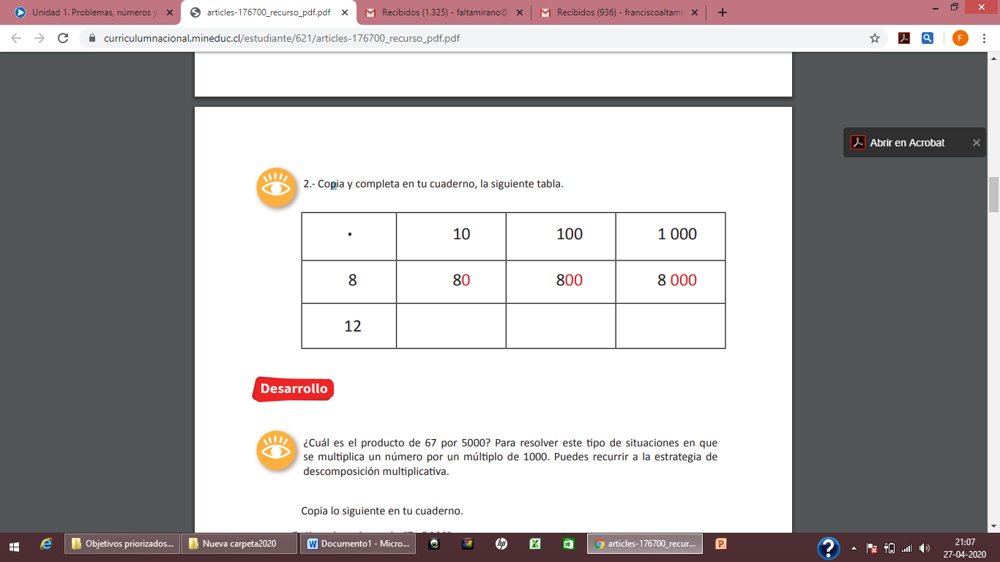 Unidad 1. Problemas, números y
articles-176700_recurso_pdf.pdf
Recibidos (1.325) - faltamirano@
Recibidos (936) - franciscoaltami
curriculumnacional.mineduc.cl/estudiante/621/articles-176700_recurso_pdf.pdf
F
Abrir en Acrobat
2.- Copia y completa en tu cuaderno, la siguiente tabla.
• 10 100 1 000
8 80 800 8 000
12
Desarrollo
¿Cuál es el producto de 67 por 5000? Para resolver este tipo de situaciones en que
se multiplica un número por un múltiplo de 1000. Puedes recurrir a la estrategia de
descomposición multiplicativa.
Copia lo siguiente en tu cuaderno.
Objetivos priorizados...
Nueva carpeta2020
Documento1 - Micro...
hp
articles-176700_recur...
21:07
27-04-2020